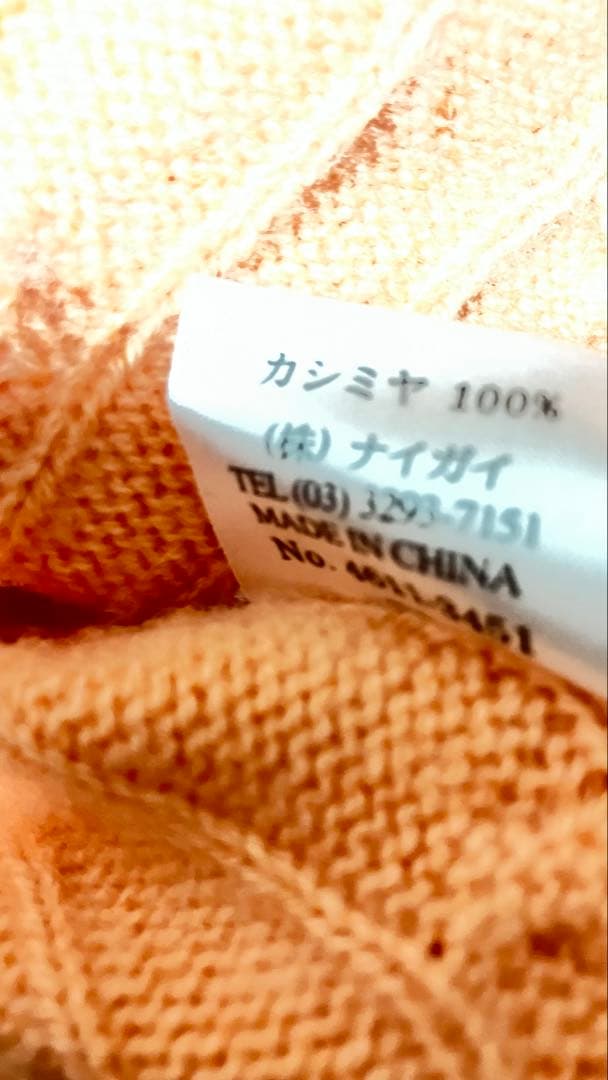 カシミヤ 100%
(株) ナイガイ
TEL (03) 3293-7151
MADE IN CHINA
No.